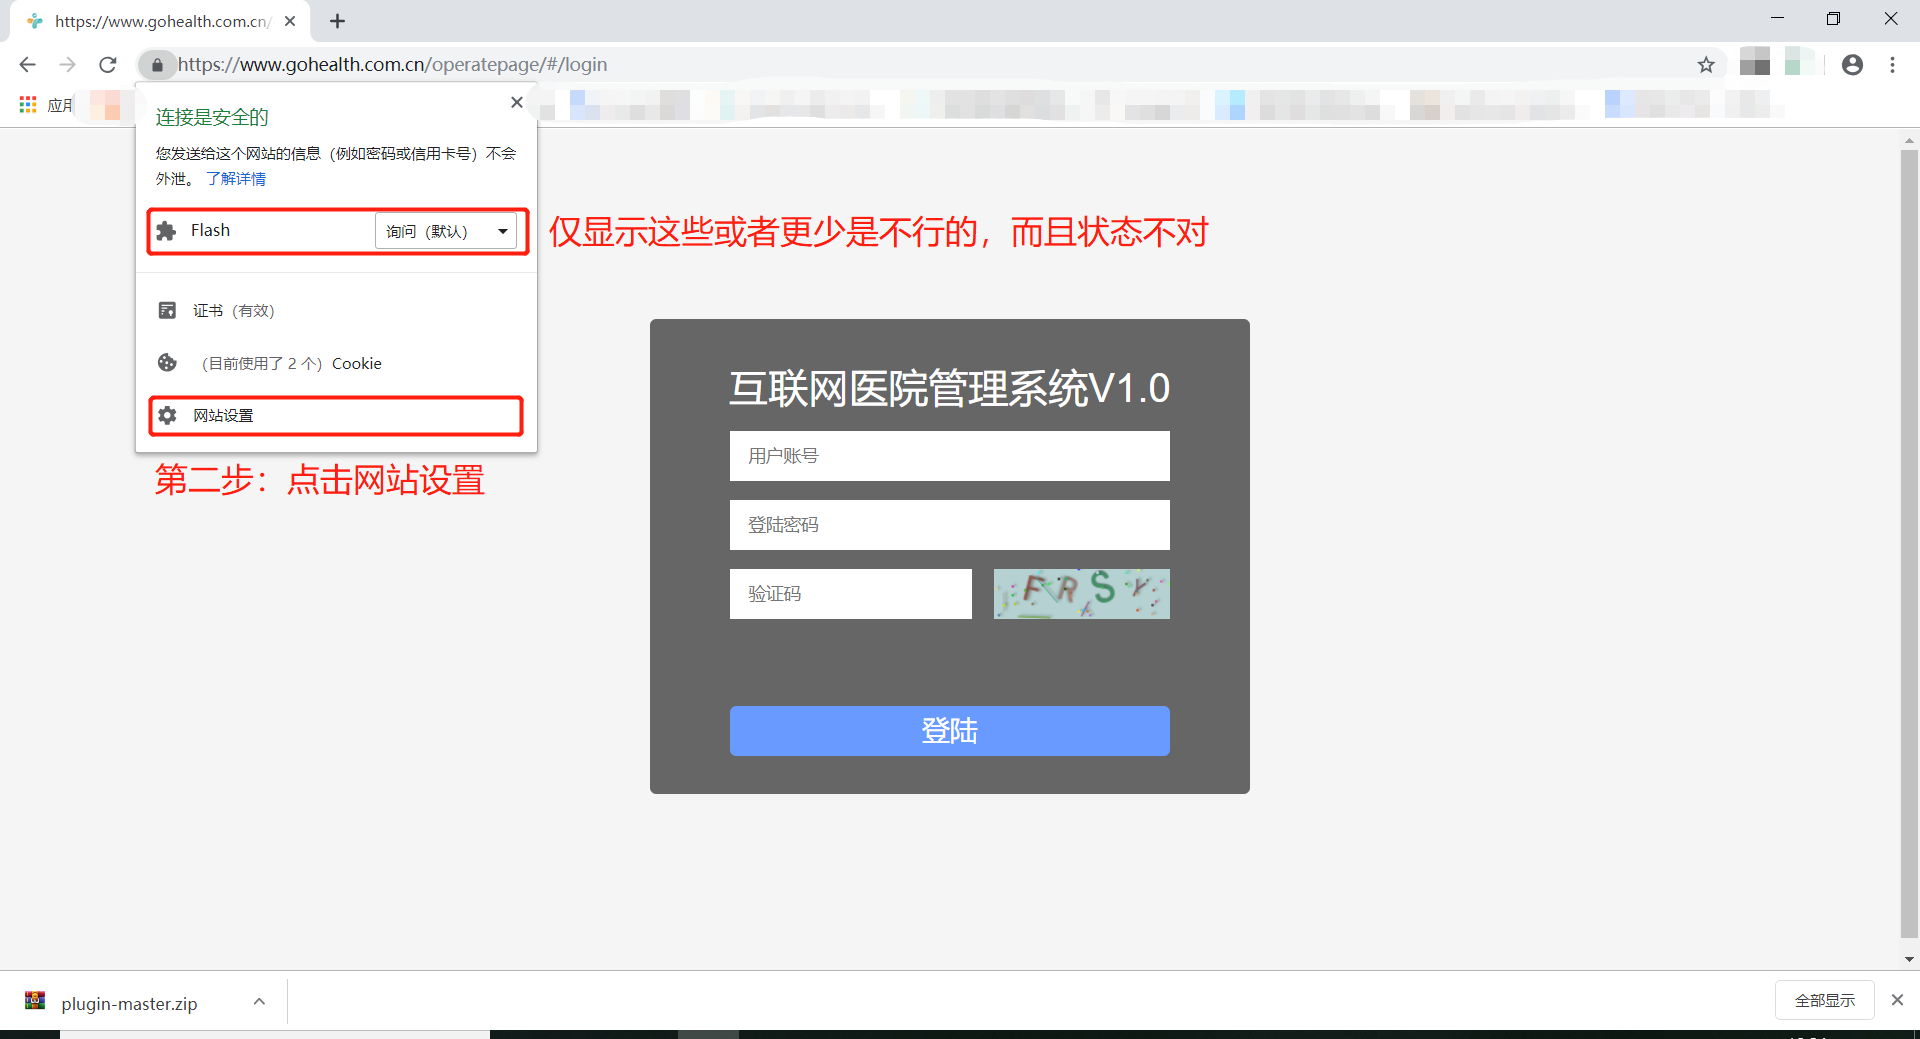 https://www.gohealth.com.cn/
https://www.gohealth.com.cn/operatepage/#/login
应用
连接是安全的
您发送给这个网站的信息（例如密码或信用卡号）不会
外泄。 了解详情
Flash
询问（默认）
仅显示这些或者更少是不行的，而且状态不对
证书（有效）
（目前使用了 2 个）Cookie
网站设置
第二步：点击网站设置
互联网医院管理系统V1.0
用户账号
登陆密码
验证码
FRSY
登陆
plugin-master.zip
全部显示